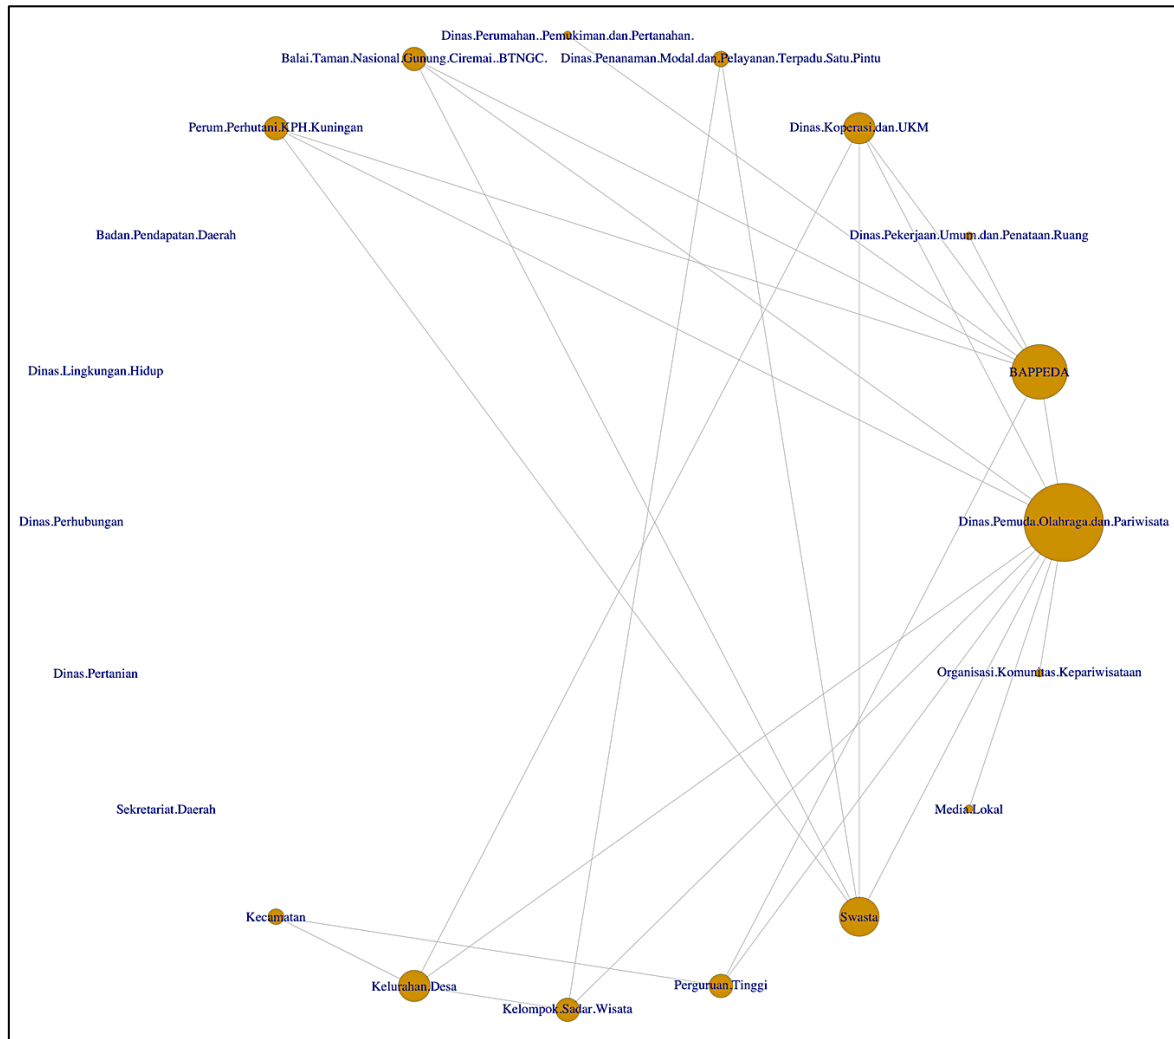 Dinas.Perumahan..Pemukiman.dan.Pertanahan.
Balai.Taman.Nasional.Gunung.Ciremai..BTNGC.
Dinas.Penanaman.Modal.dan.Pelayanan.Terpadu.Satu.Pintu
Perum.Perhutani.KPH.Kuningan
Dinas.Koperasi.dan.UKM
Badan.Pendapatan.Daerah
Dinas.Pekerjaan.Umum.dan.Penataan.Ruang
Dinas.Lingkungan.Hidup
BAPPEDA
Dinas.Perhubungan
Dinas.Pemuda.Olahraga.dan.Pariwisata
Dinas.Pertanian
Organisasi.Komunitas.Kepariwisataan
Sekretariat.Daerah
Media.Lokal
Kecamatan
Swasta
Kelurahan.Desa
Perguruan.Tinggi
Kelompok.Sadar.Wisata